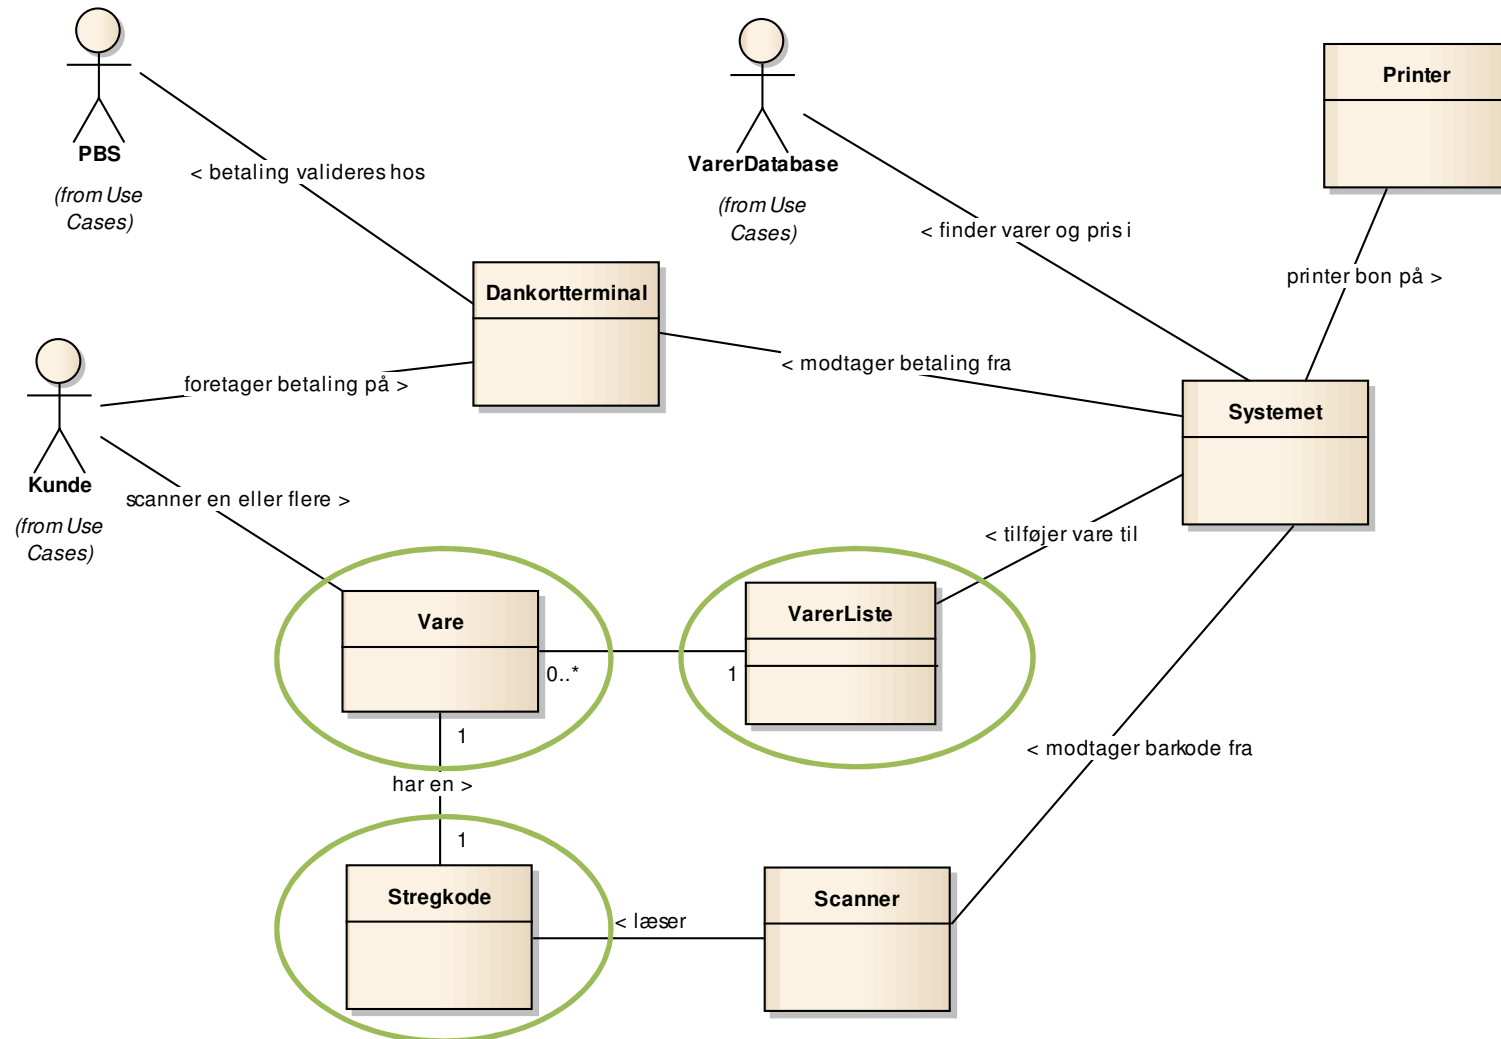 Printer
PBS
(from Use
Cases)
VarerDatabase
(from Use
Cases)
< betaling valideres hos
< finder varer og pris i
printer bon på >
Dankortterminal
< modtager betaling fra
foretager betaling på >
Systemet
Kunde
(from Use
Cases)
scanner en eller flere >
< tilføjer vare til
Vare
VarerListe
0..*
1
1
har en >
1
< modtager barkode fra
Stregkode
< læser
Scanner